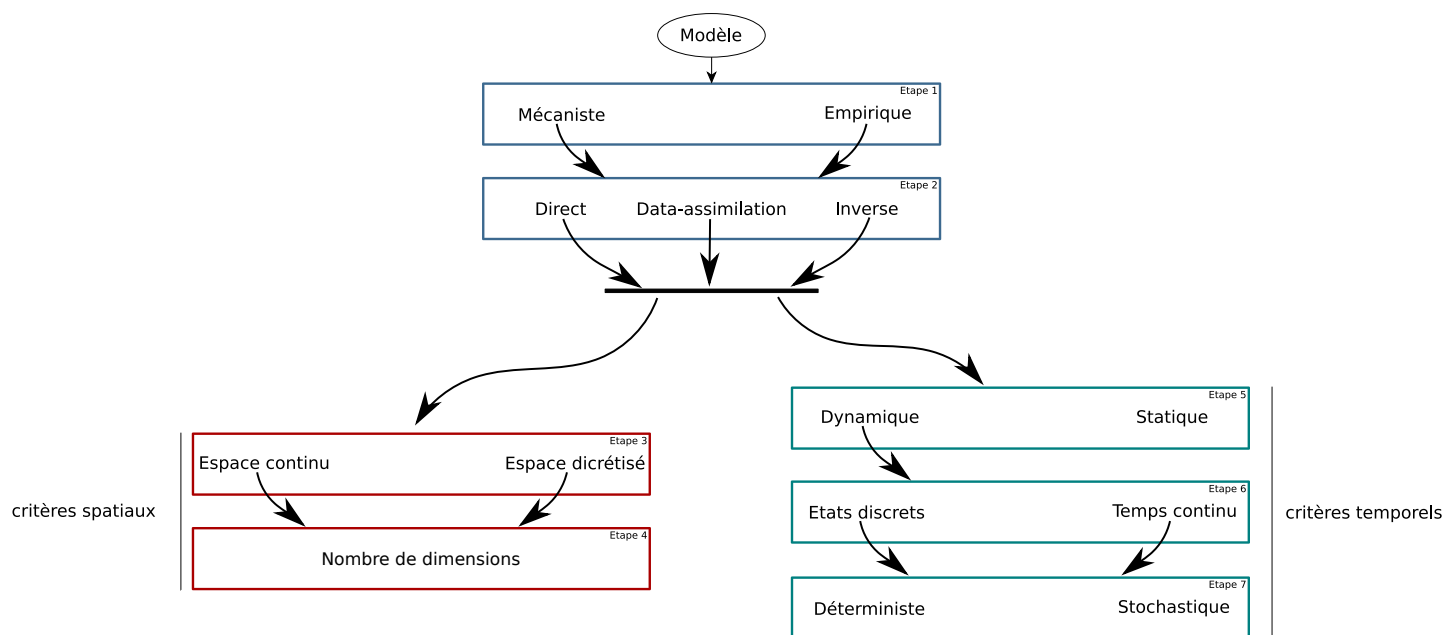 Modèle
Etape 1
Mécaniste Empirique
Etape 2
Direct Data-assimilation Inverse
Etape 3
Espace continu Espace dicrétisé
critères spatiaux
Etape 4
Nombre de dimensions
Etape 5
Dynamique Statique
Etape 6
Etats discrets Temps continu
critères temporels
Etape 7
Déterministe Stochastique